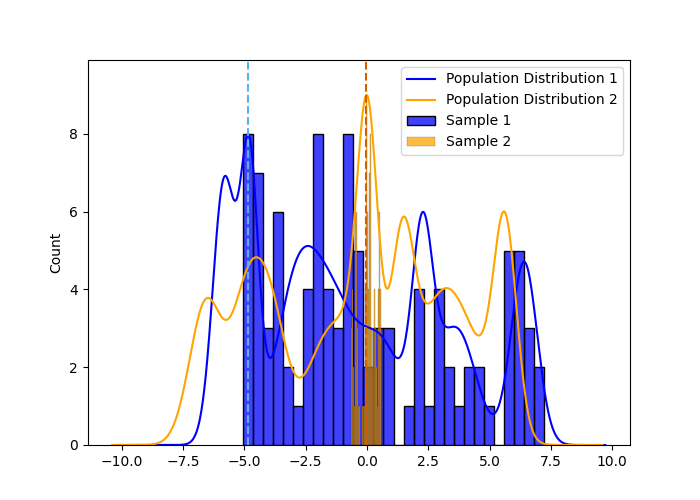 Population Distribution 1
Population Distribution 2
Sample 1
Sample 2
Count
8
6
4
2
0
−10.0 −7.5 −5.0 −2.5 0.0 2.5 5.0 7.5 10.0